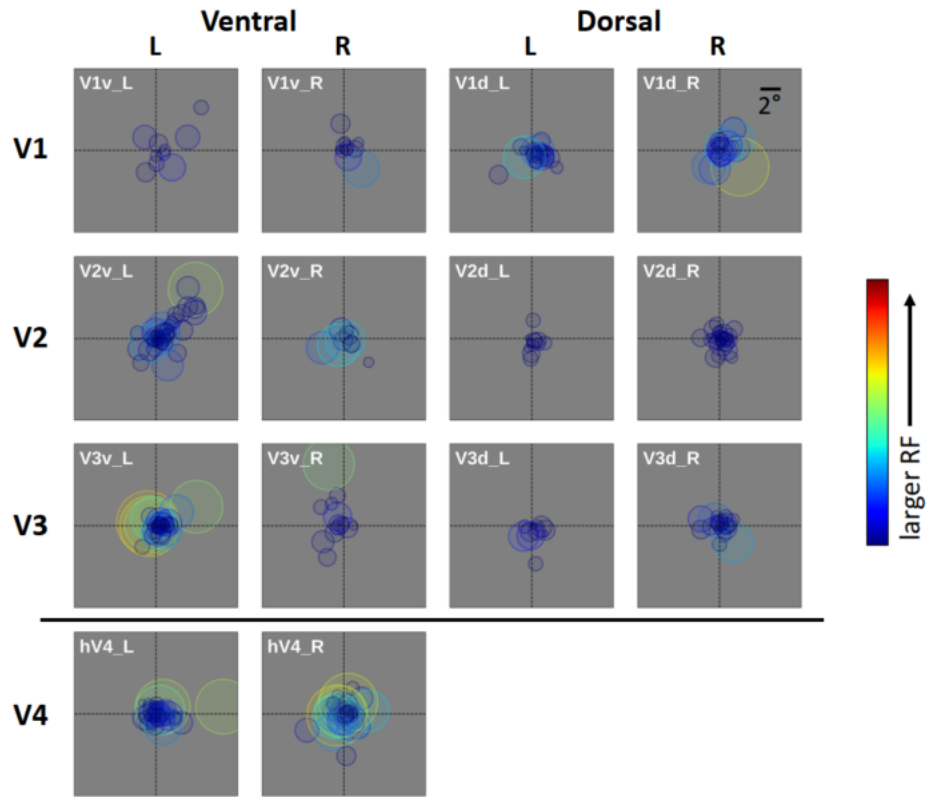 Ventral Dorsal
L R L R
V1 V1v_L V1v_R V1d_L V1d_R
2°
V2 V2v_L V2v_R V2d_L V2d_R
V3 V3v_L V3v_R V3d_L V3d_R
V4 hV4_L hV4_R
larger RF